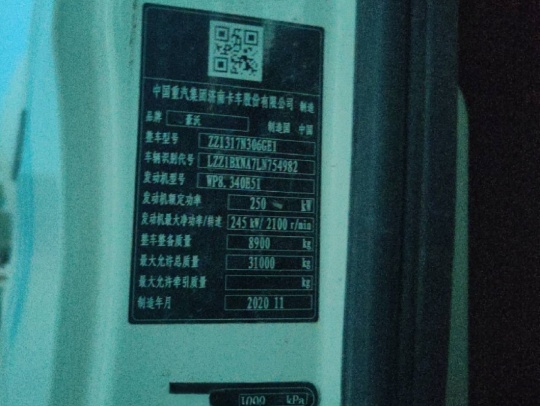 中国重汽集团济南卡车股份有限公司 制造
品牌 豪沃 制造国 中国
整车型号 ZZ1317N306GE1
车辆识别代号 LZZ1BXNA7LN754982
发动机型号 WP8.340E51
发动机额定功率 250 kW
发动机最大净功率/转速 245 kW/ 2100 r/min
整车整备质量 8900 kg
最大允许总质量 31000 kg
最大允许牵引质量 kg
制造年月 2020 11
1000 kPa